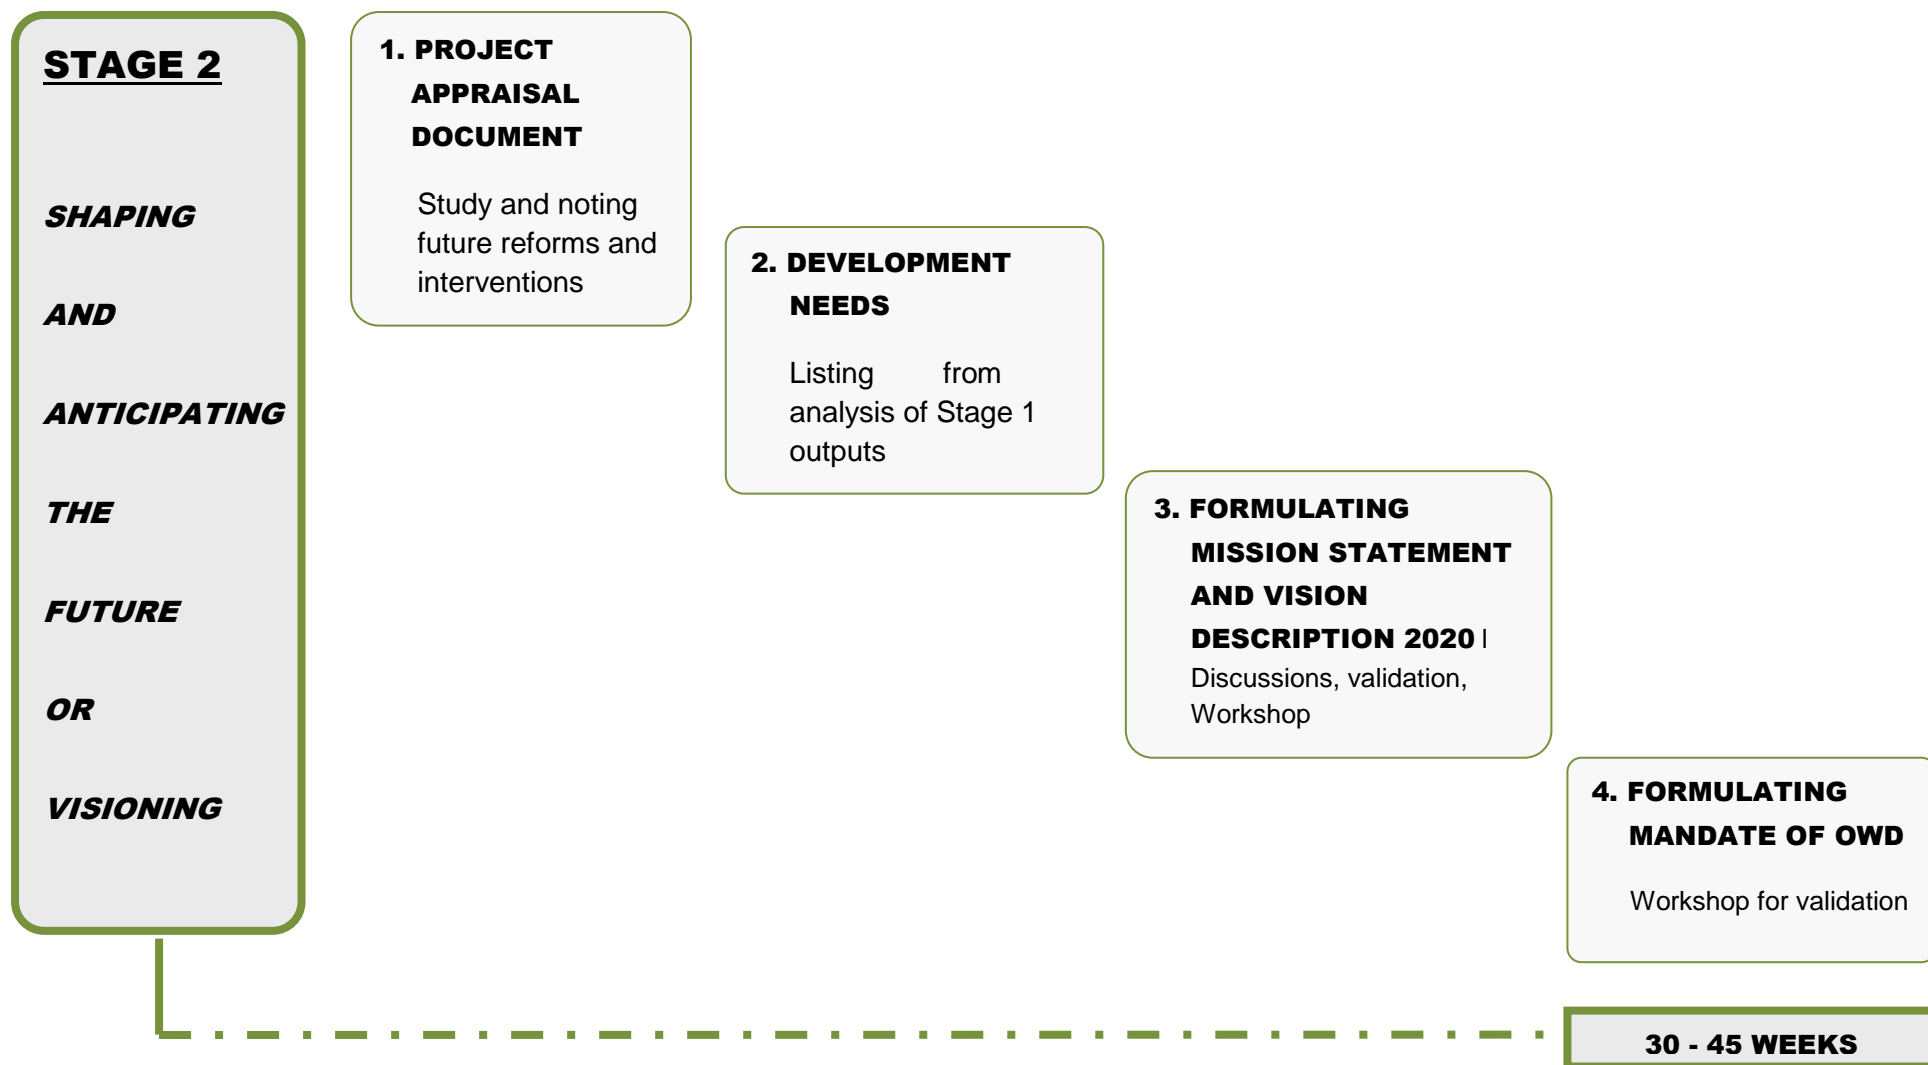 STAGE 2
SHAPING
AND
ANTICIPATING
THE
FUTURE
OR
VISIONING
1. PROJECT
APPRAISAL
DOCUMENT
Study and noting
future reforms and
interventions
2. DEVELOPMENT
NEEDS
Listing from
analysis of Stage 1
outputs
3. FORMULATING
MISSION STATEMENT
AND VISION
DESCRIPTION 2020 l
Discussions, validation,
Workshop
4. FORMULATING
MANDATE OF OWD
Workshop for validation
30 - 45 WEEKS